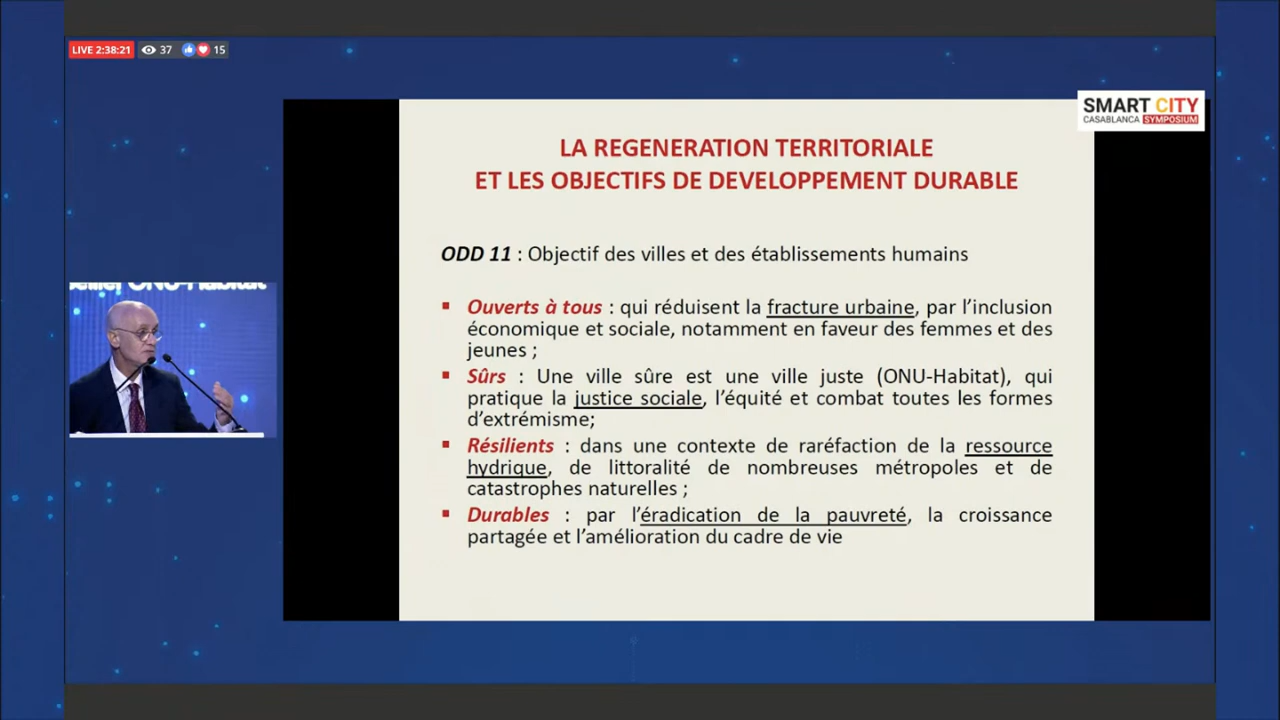 LIVE 2:38:21 37 15
SMART CITY
CASABLANCA SYMPOSIUM
LA REGENERATION TERRITORIALE
ET LES OBJECTIFS DE DEVELOPPEMENT DURABLE
ODD 11 : Objectif des villes et des établissements humains
▪ Ouverts à tous : qui réduisent la fracture urbaine, par l’inclusion
économique et sociale, notamment en faveur des femmes et des
jeunes ;
▪ Sûrs : Une ville sûre est une ville juste (ONU-Habitat), qui
pratique la justice sociale, l’équité et combat toutes les formes
d’extrémisme;
▪ Résilients : dans une contexte de raréfaction de la ressource
hydrique, de littoralité de nombreuses métropoles et de
catastrophes naturelles ;
▪ Durables : par l’éradication de la pauvreté, la croissance
partagée et l’amélioration du cadre de vie
ONU-Habitat